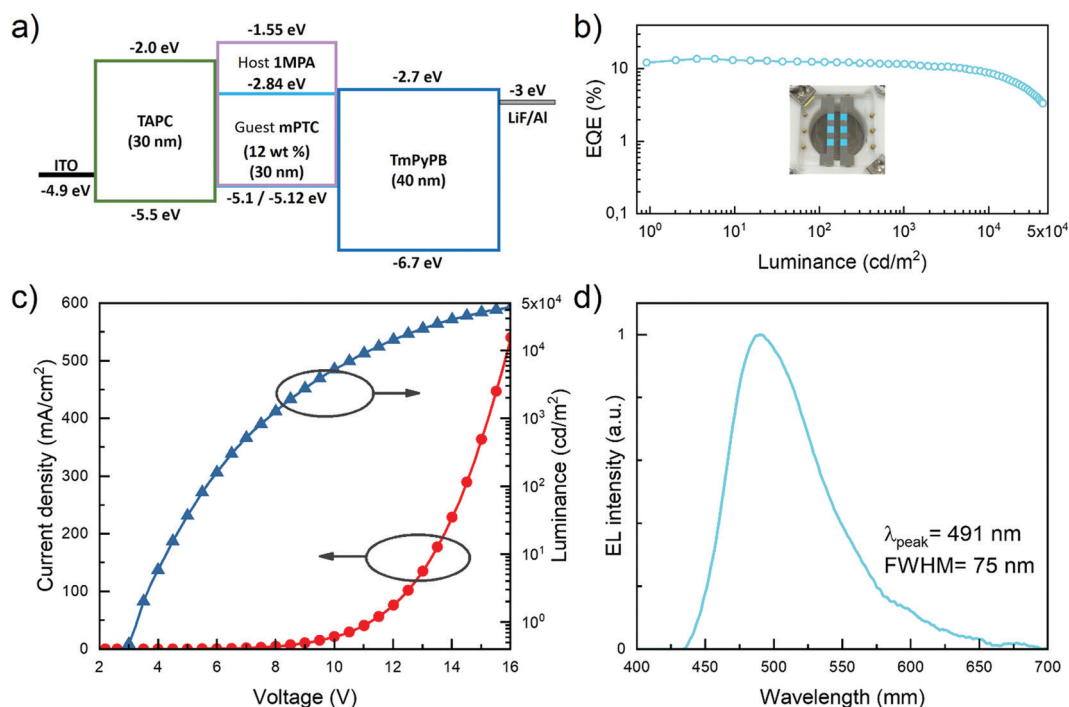 a)
-1.55 eV
-2.0 eV
Host 1MPA
-2.84 eV
-2.7 eV
-3 eV
LiF/Al
TAPC
(30 nm)
Guest mPTC
(12 wt %)
(30 nm)
TmPyPB
(40 nm)
ITO
-4.9 eV
-5.5 eV
-5.1 / -5.12 eV
-6.7 eV
b)
EQE (%)
10
1
0,1
10⁰ 10¹ 10² 10³ 10⁴ 5x10⁴
Luminance (cd/m²)
c)
Current density (mA/cm²)
600
500
400
300
200
100
0
2 4 6 8 10 12 14 16
Voltage (V)
5x10⁴
10⁴
10³
10²
10¹
10⁰
Luminance (cd/m²)
d)
EL intensity (a.u.)
1
0
λpeak= 491 nm
FWHM= 75 nm
400 450 500 550 600 650 700
Wavelength (mm)